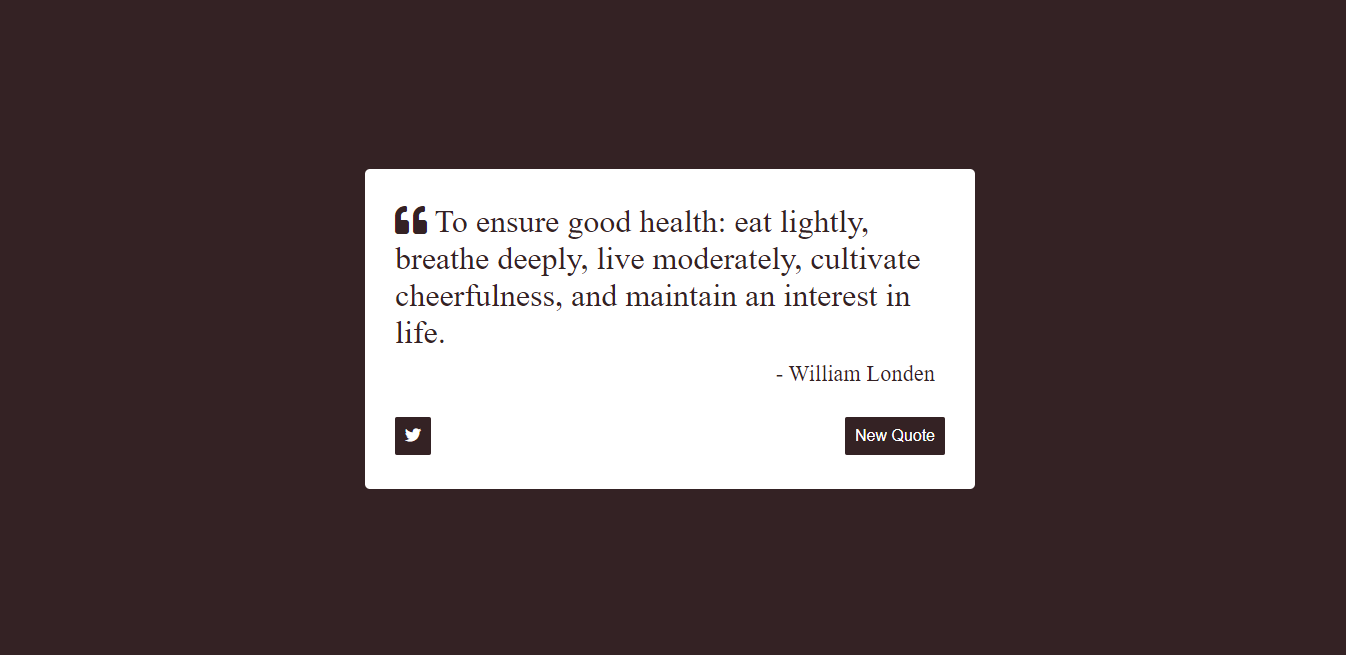 “ To ensure good health: eat lightly,
breathe deeply, live moderately, cultivate
cheerfulness, and maintain an interest in
life.
- William Londen
New Quote